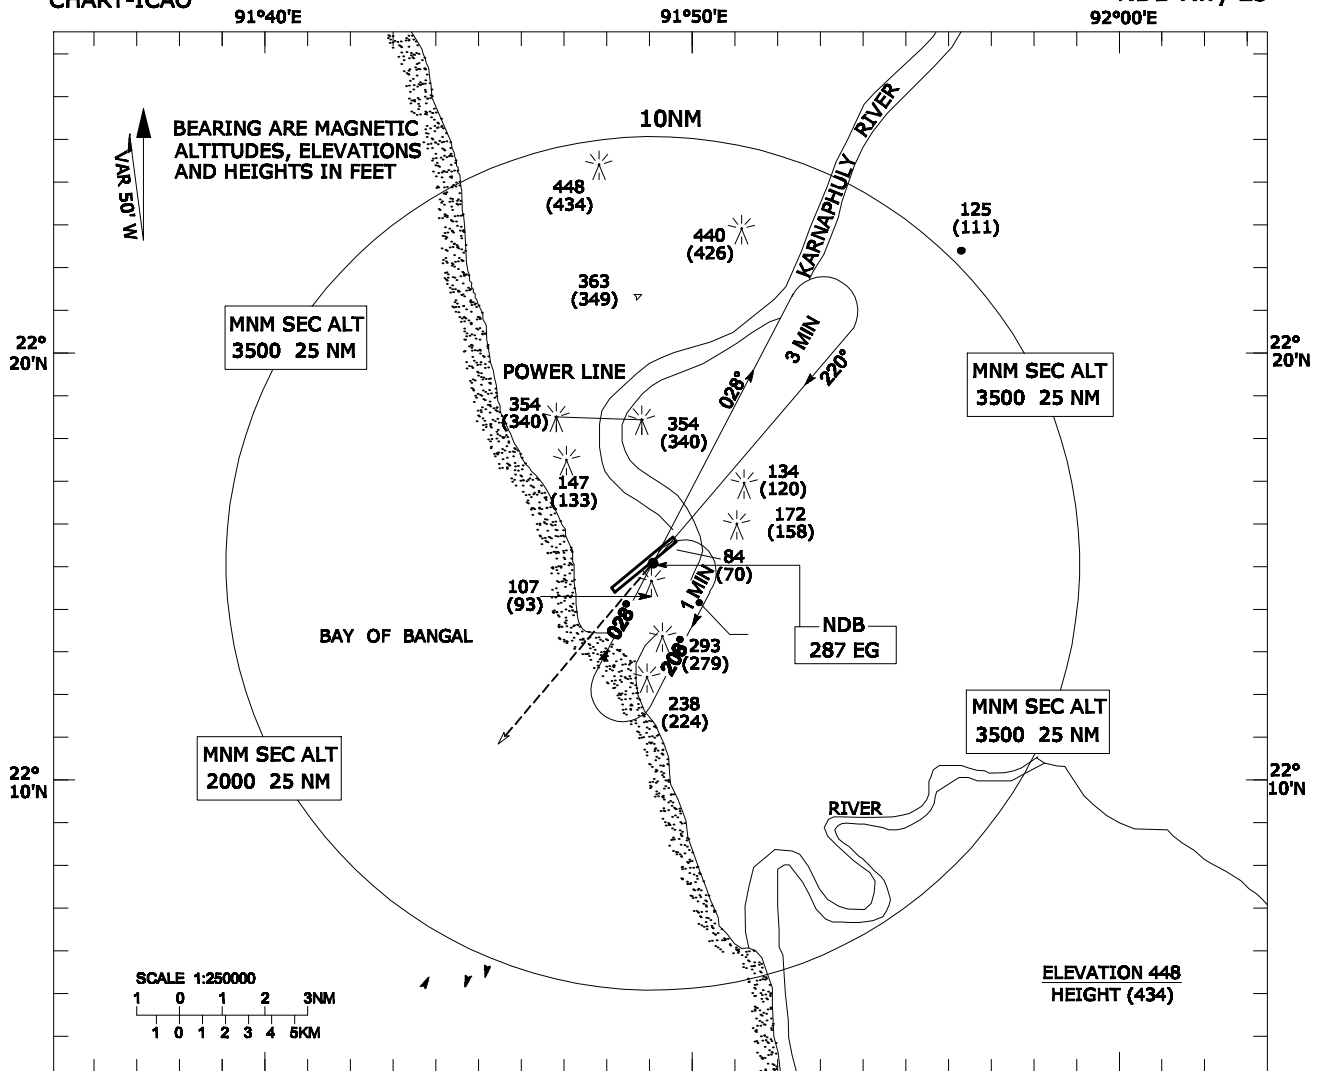 CHART-ICAO
91°40'E
91°50'E
92°00'E
BEARING ARE MAGNETIC
ALTITUDES, ELEVATIONS
AND HEIGHTS IN FEET
VAR 50' W
10NM
KARNAPHULY RIVER
448
(434)
440
(426)
125
(111)
363
(349)
MNM SEC ALT
3500 25 NM
22°
20'N
22°
20'N
3 MIN
POWER LINE
028°
220°
MNM SEC ALT
3500 25 NM
354
(340)
354
(340)
147
(133)
134
(120)
172
(158)
84
(70)
107
(93)
1 MIN
028°
208°
NDB
287 EG
BAY OF BANGAL
293
(279)
238
(224)
MNM SEC ALT
3500 25 NM
MNM SEC ALT
2000 25 NM
22°
10'N
22°
10'N
RIVER
SCALE 1:250000
1 0 1 2 3NM
1 0 1 2 3 4 5KM
ELEVATION 448
HEIGHT (434)